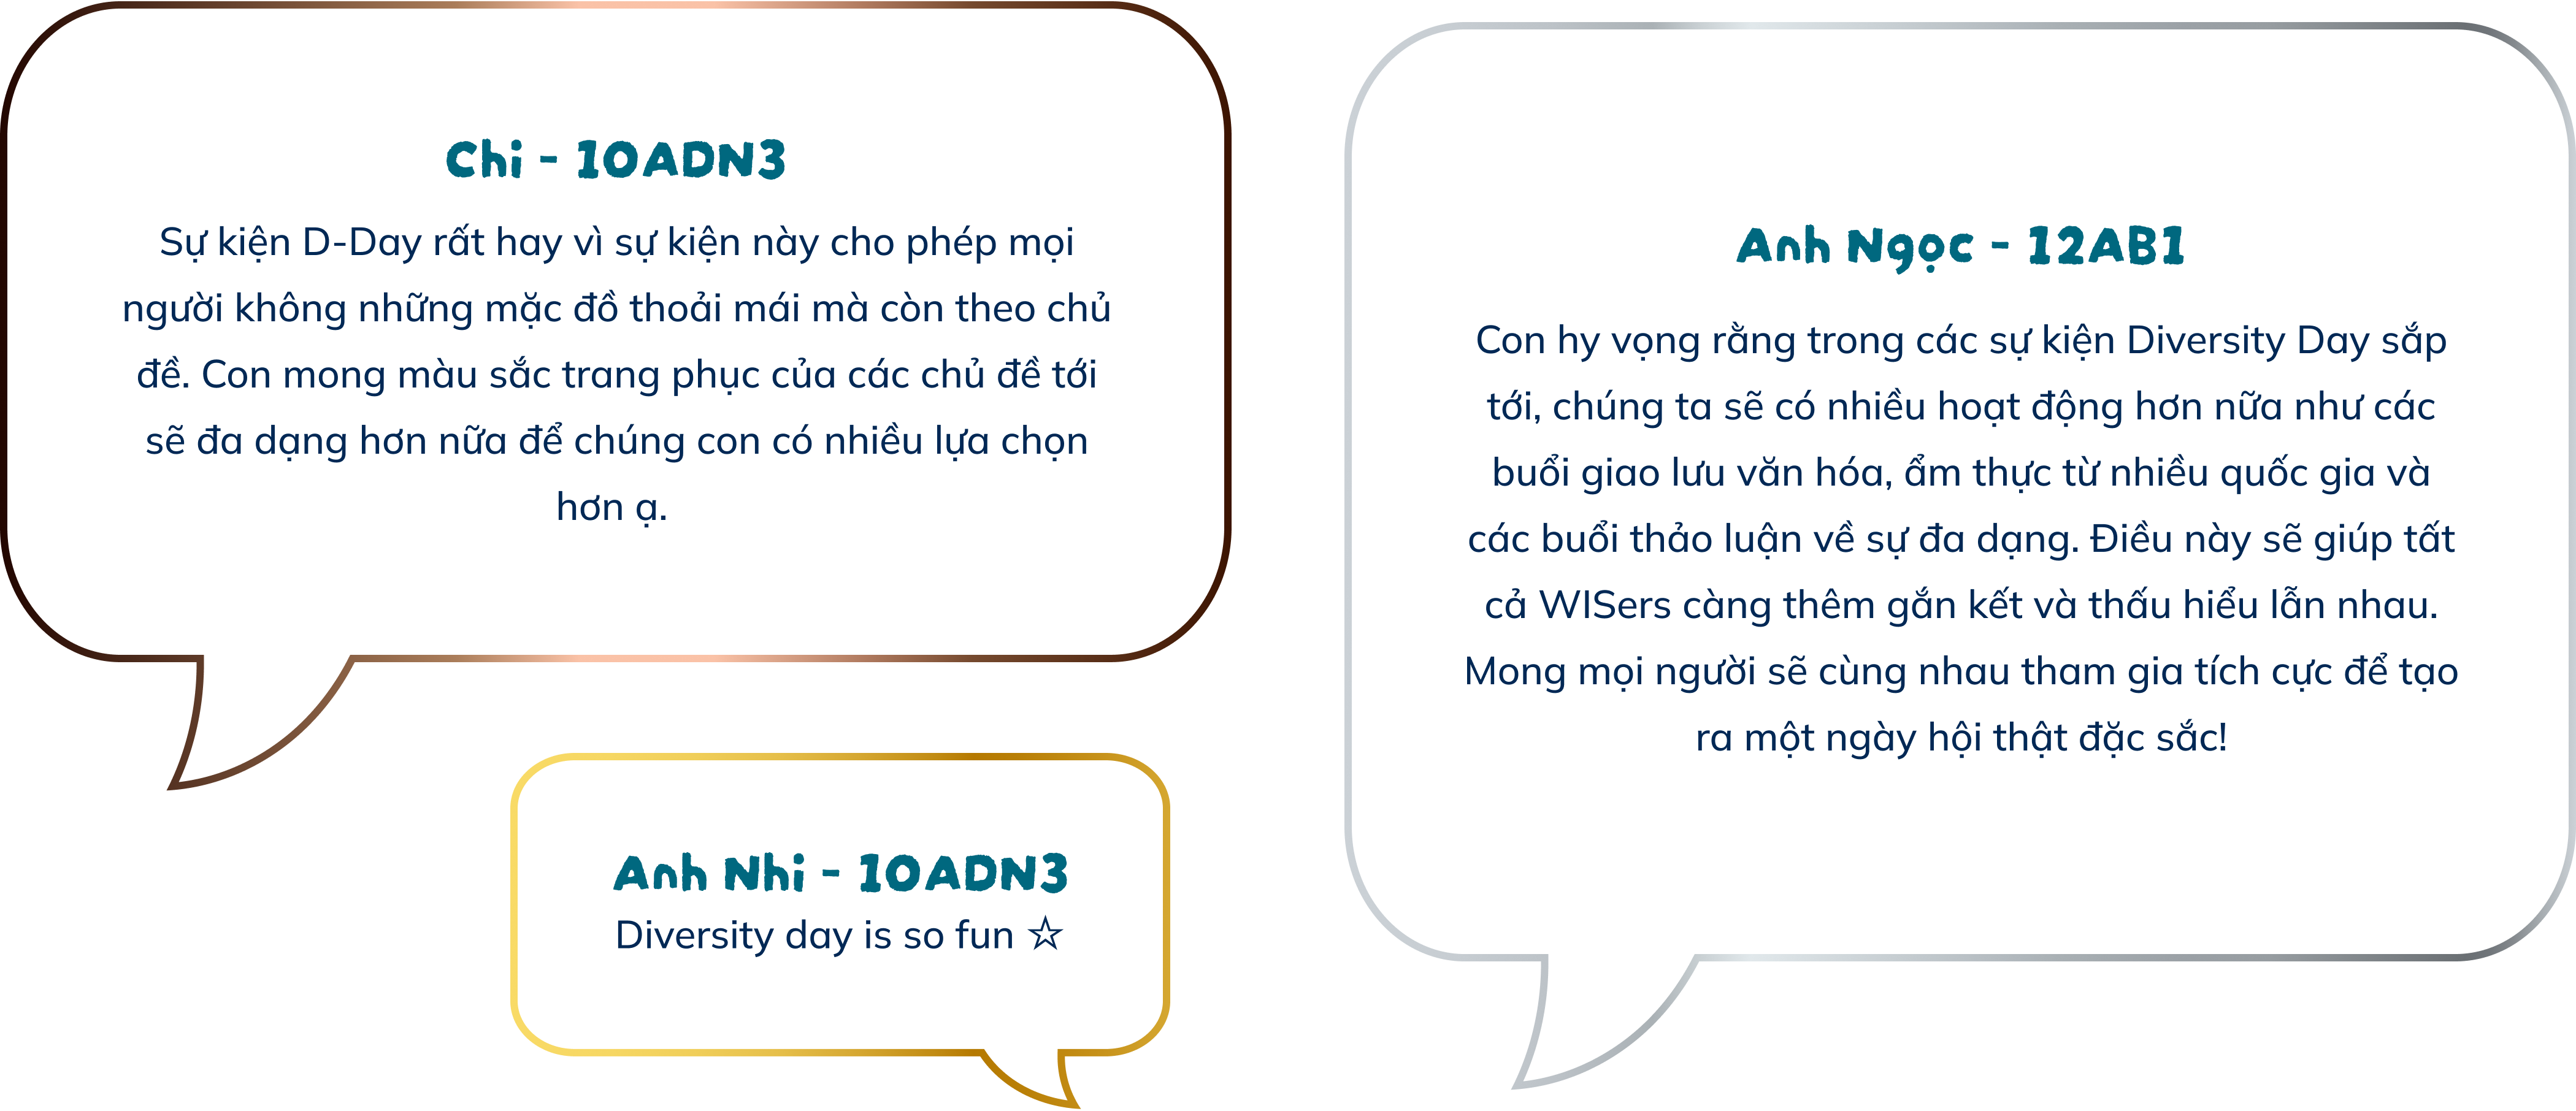 Chi - 10ADN3
Sự kiện D-Day rất hay vì sự kiện này cho phép mọi
người không những mặc đồ thoải mái mà còn theo chủ
đề. Con mong màu sắc trang phục của các chủ đề tới
sẽ đa dạng hơn nữa để chúng con có nhiều lựa chọn
hơn ạ.
Anh Nhi - 10ADN3
Diversity day is so fun ☆
Anh Ngọc - 12AB1
Con hy vọng rằng trong các sự kiện Diversity Day sắp
tới, chúng ta sẽ có nhiều hoạt động hơn nữa như các
buổi giao lưu văn hóa, ẩm thực từ nhiều quốc gia và
các buổi thảo luận về sự đa dạng. Điều này sẽ giúp tất
cả WISers càng thêm gắn kết và thấu hiểu lẫn nhau.
Mong mọi người sẽ cùng nhau tham gia tích cực để tạo
ra một ngày hội thật đặc sắc!